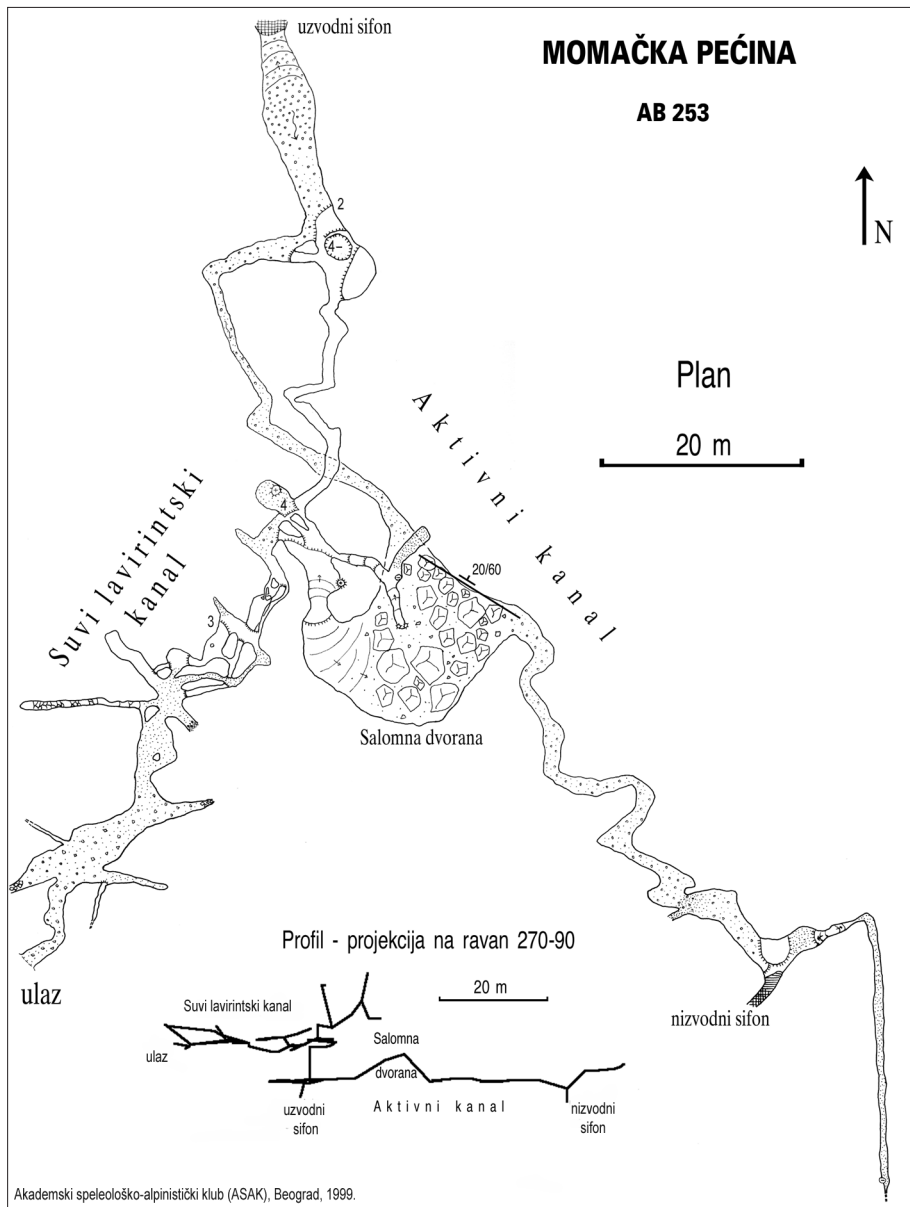 uzvodni sifon
MOMAČKA PEĆINA
AB 253
N
2
4
Plan
20 m
Aktivni kanal
Suvi lavirintski
kanal
4
20/60
3
Salomna dvorana
ulaz
nizvodni sifon
Profil - projekcija na ravan 270-90
20 m
Suvi lavirintski kanal
ulaz
Salomna
dvorana
uzvodni
sifon
Aktivni kanal
nizvodni
sifon
Akademski speleološko-alpinistički klub (ASAK), Beograd, 1999.